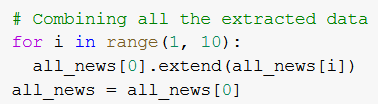 # Combining all the extracted data
for i in range(1, 10):
  all_news[0].extend(all_news[i])
all_news = all_news[0]